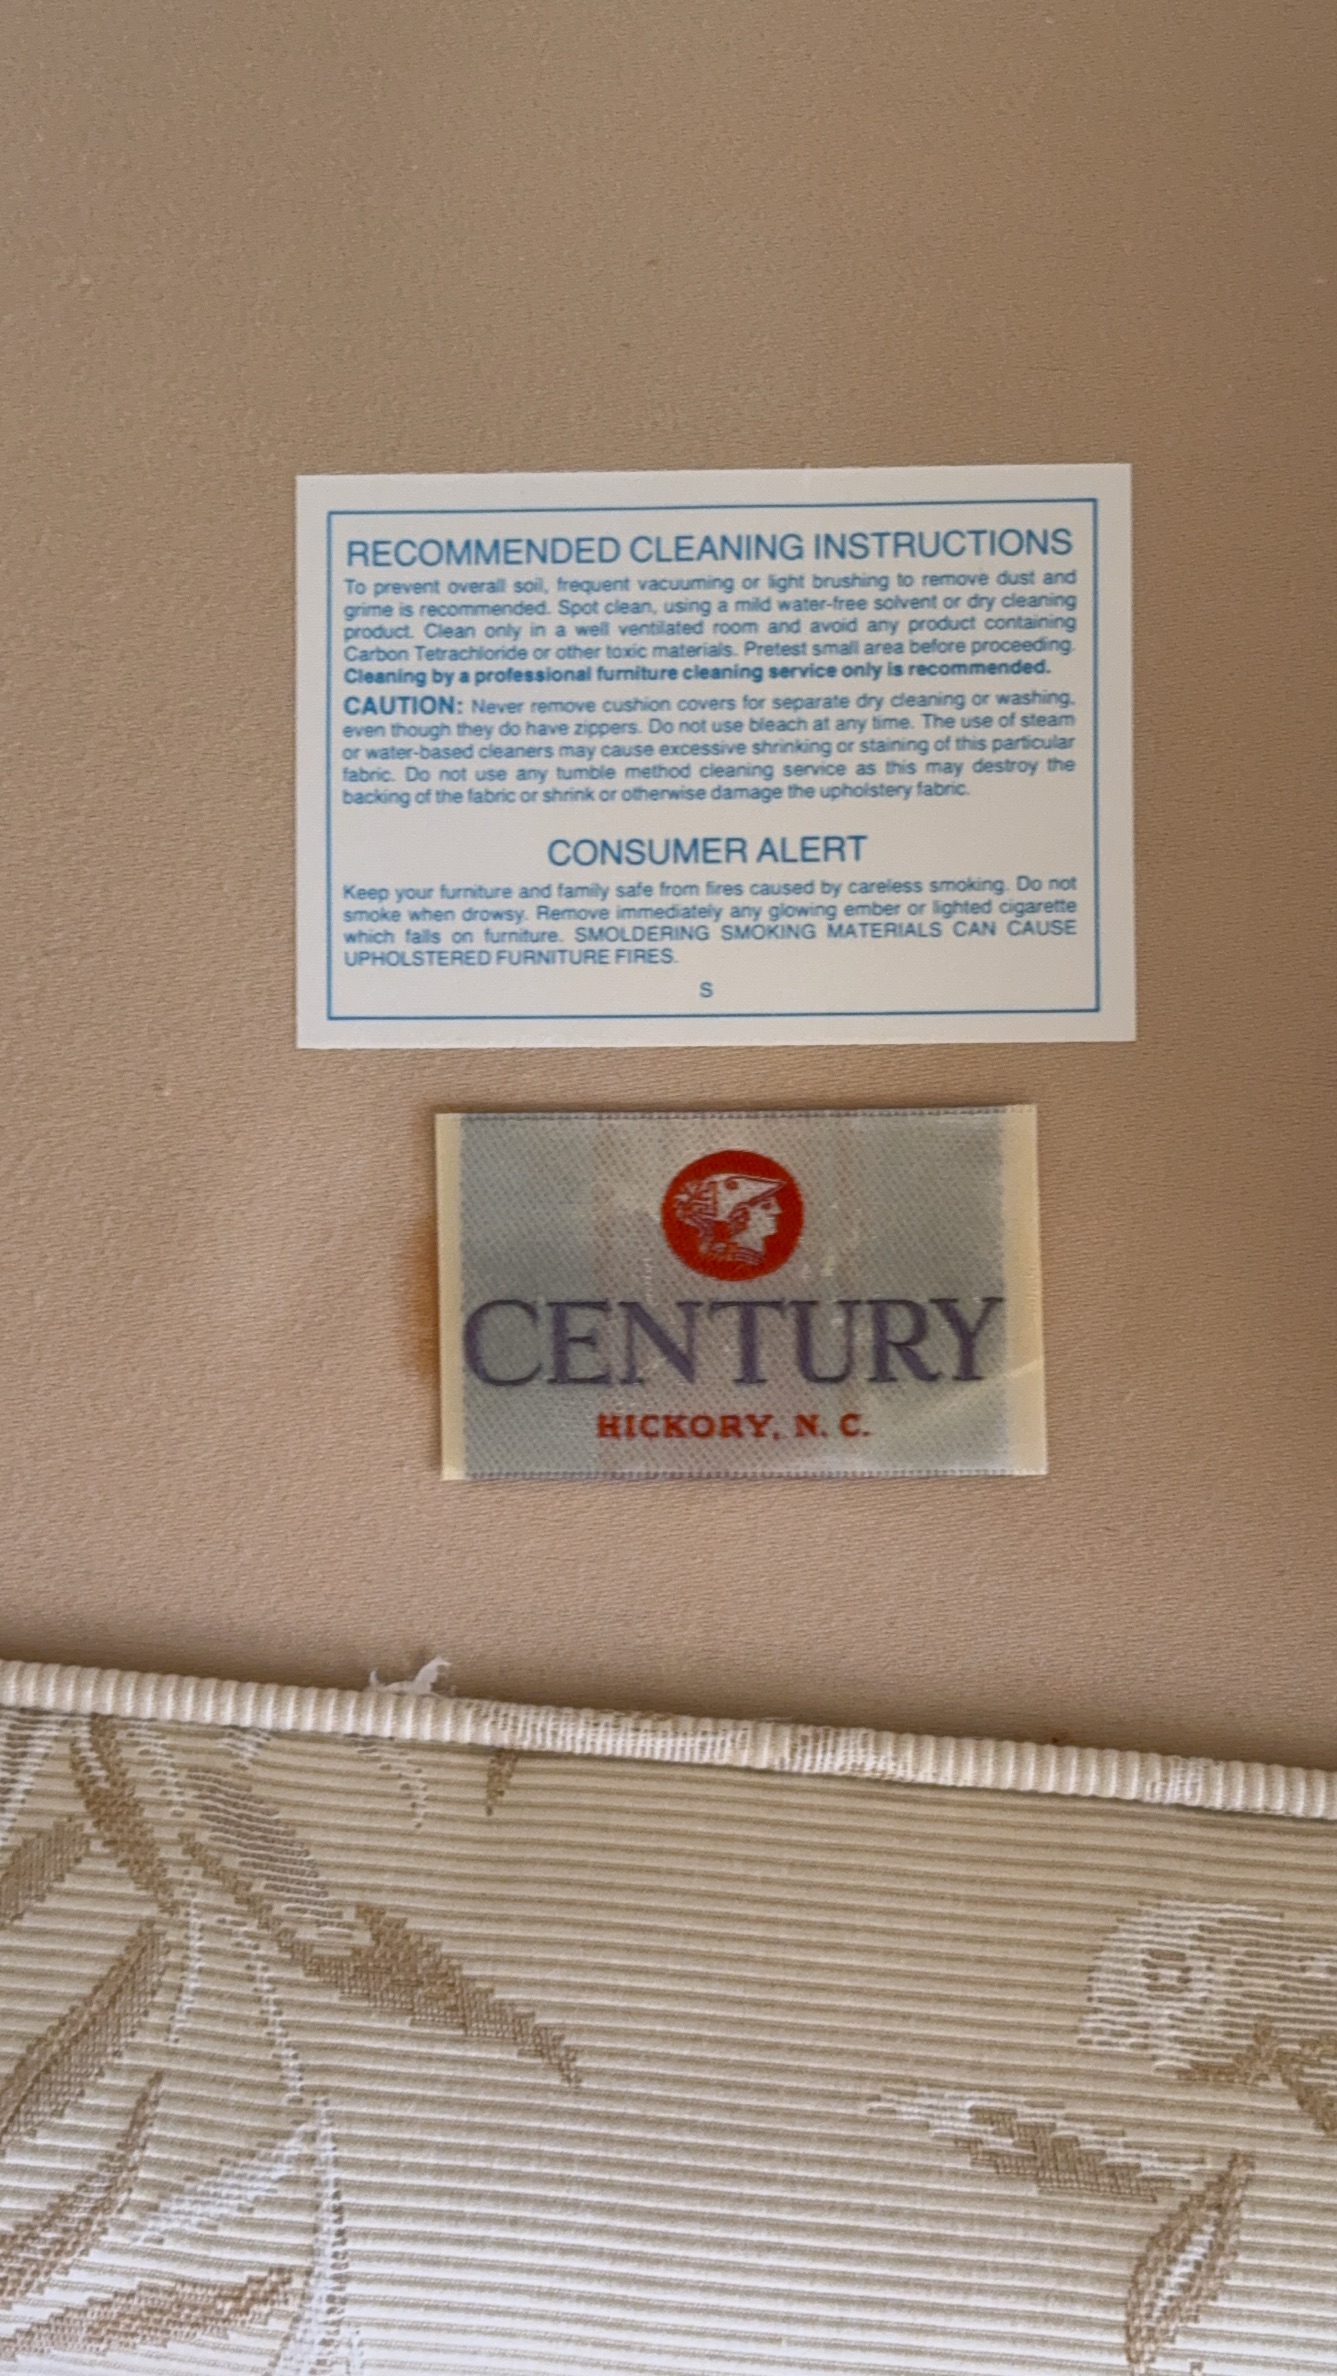 RECOMMENDED CLEANING INSTRUCTIONS
To prevent overall soil, frequent vacuuming or light brushing to remove dust and
grime is recommended. Spot clean, using a mild water-free solvent or dry cleaning
product. Clean only in a well ventilated room and avoid any product containing
Carbon Tetrachloride or other toxic materials. Pretest small area before proceeding.
Cleaning by a professional furniture cleaning service only is recommended.
CAUTION: Never remove cushion covers for separate dry cleaning or washing,
even though they do have zippers. Do not use bleach at any time. The use of steam
or water-based cleaners may cause excessive shrinking or staining of this particular
fabric. Do not use any tumble method cleaning service as this may destroy the
backing of the fabric or shrink or otherwise damage the upholstery fabric.
CONSUMER ALERT
Keep your furniture and family safe from fires caused by careless smoking. Do not
smoke when drowsy. Remove immediately any glowing ember or lighted cigarette
which falls on furniture. SMOLDERING SMOKING MATERIALS CAN CAUSE
UPHOLSTERED FURNITURE FIRES.
S
CENTURY
HICKORY, N. C.